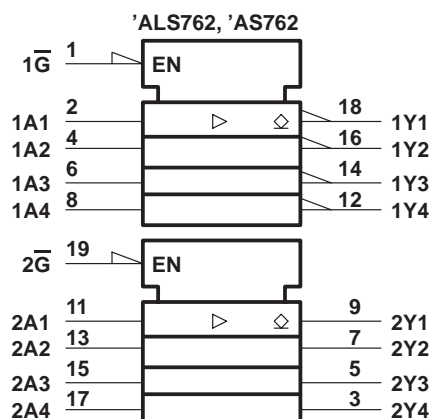 'ALS762, 'AS762
1G̅ 1 EN
1A1 2 18 1Y1
1A2 4 16 1Y2
1A3 6 14 1Y3
1A4 8 12 1Y4
2G̅ 19 EN
2A1 11 9 2Y1
2A2 13 7 2Y2
2A3 15 5 2Y3
2A4 17 3 2Y4